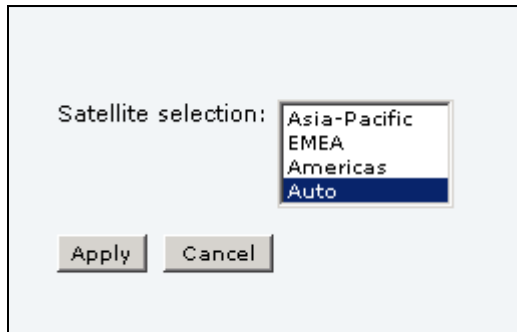 Satellite selection:
Asia-Pacific
EMEA
Americas
Auto
Apply
Cancel